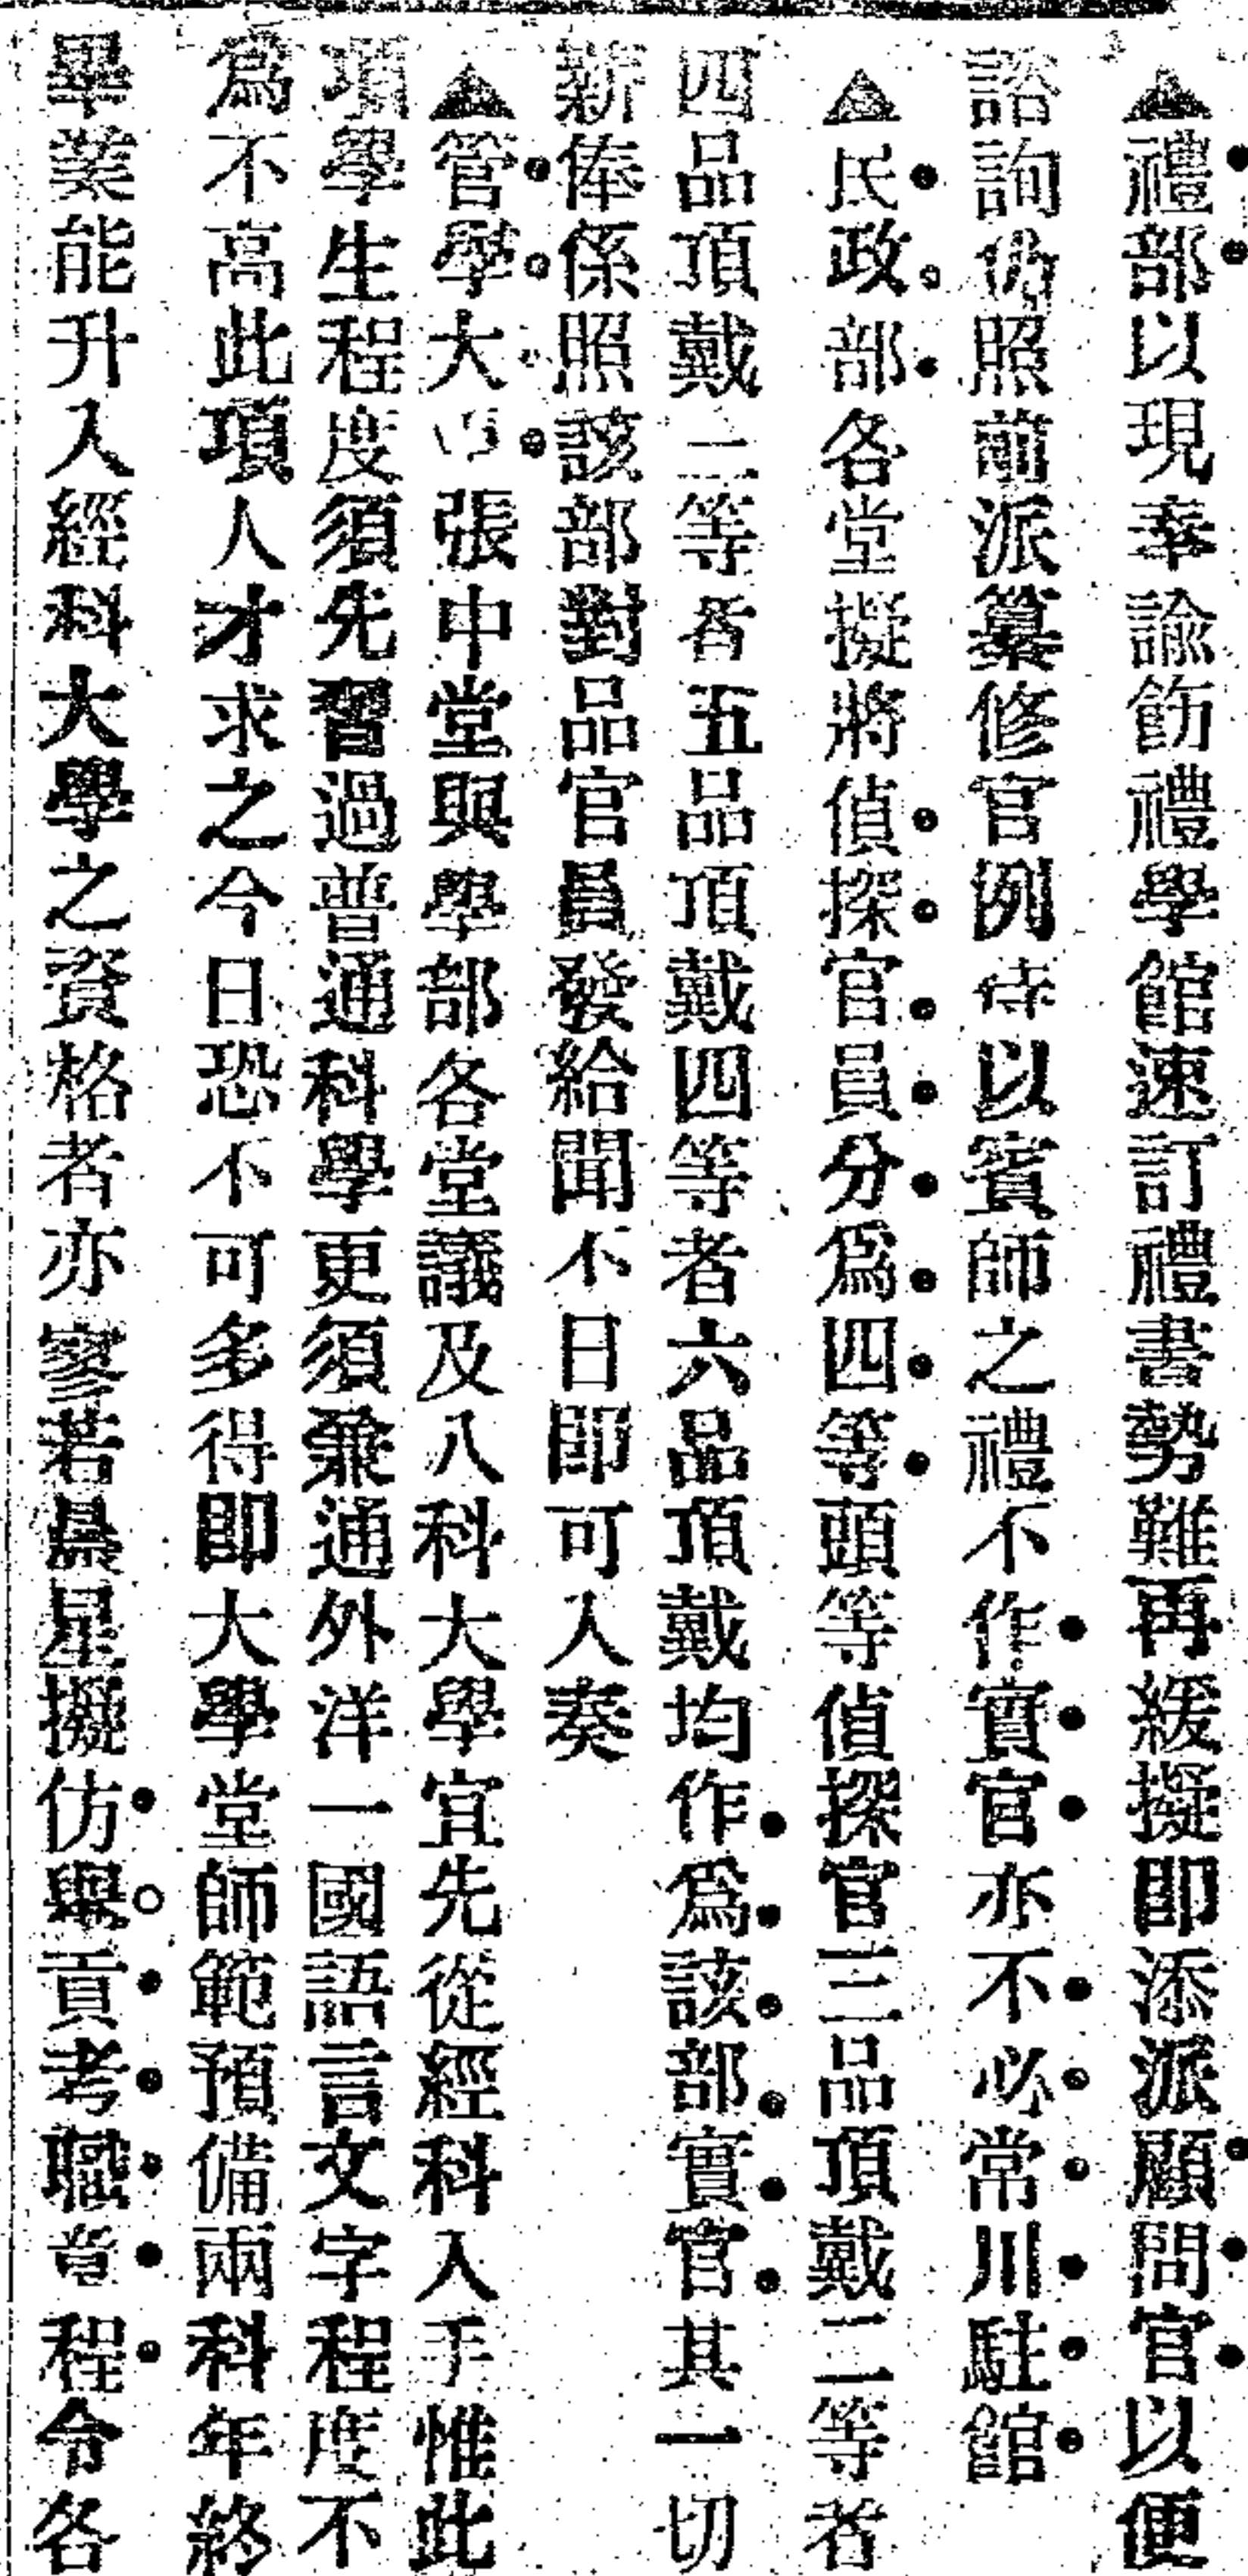 ▲禮部以現奉諭飭禮學館速訂禮書勢難再緩擬即添派顧問官以便
諮詢仍照前派纂修官例待以賓師之禮不作實官亦不必常川駐館
▲民政部各堂擬將偵探官員分爲四等頭等偵探官三品頂戴二等者
四品頂戴三等者五品頂戴四等者六品頂戴均作爲該部實官其一切
薪俸係照該部對品官員發給聞不日即可入奏
▲管學大張中堂與學部各堂議及八科大學宜先從經科入手惟此
項學生程度須先習過普通科學更須兼通外洋一國語言文字程度不
爲不高此項人才求之今日恐不可多得即大學堂師範預備兩科年終
畢業能升入經科大學之資格者亦寥若晨星擬仿舉貢考職章程令各